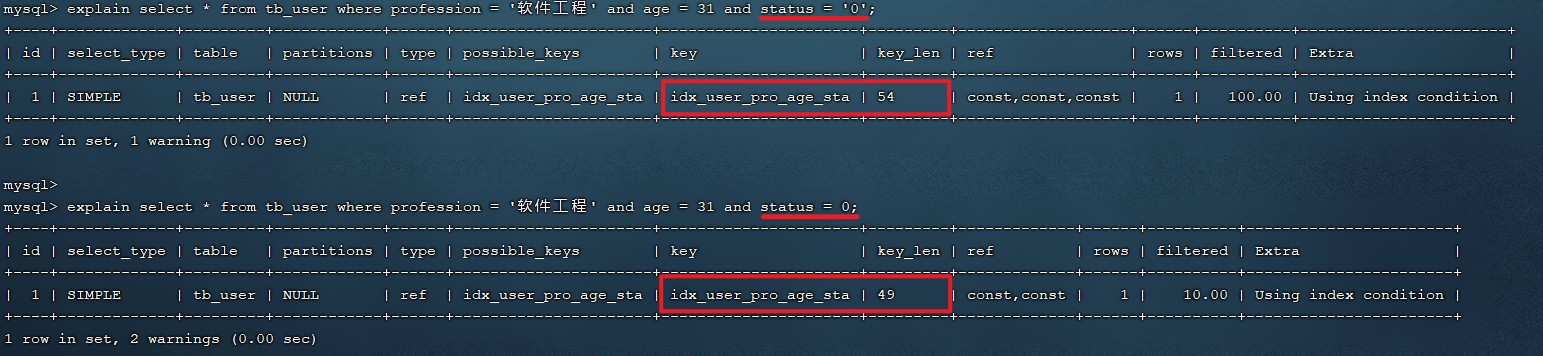 mysql> explain select * from tb_user where profession = '软件工程' and age = 31 and status = '0';
+----+-------------+---------+------------+------+----------------------+----------------------+---------+-------------------+------+----------+-----------------------+
| id | select_type | table | partitions | type | possible_keys | key | key_len | ref | rows | filtered | Extra |
+----+-------------+---------+------------+------+----------------------+----------------------+---------+-------------------+------+----------+-----------------------+
| 1 | SIMPLE | tb_user | NULL | ref | idx_user_pro_age_sta | idx_user_pro_age_sta | 54 | const,const,const | 1 | 100.00 | Using index condition |
+----+-------------+---------+------------+------+----------------------+----------------------+---------+-------------------+------+----------+-----------------------+
1 row in set, 1 warning (0.00 sec)
mysql>
mysql> explain select * from tb_user where profession = '软件工程' and age = 31 and status = 0;
+----+-------------+---------+------------+------+----------------------+----------------------+---------+-------------+------+----------+-----------------------+
| id | select_type | table | partitions | type | possible_keys | key | key_len | ref | rows | filtered | Extra |
+----+-------------+---------+------------+------+----------------------+----------------------+---------+-------------+------+----------+-----------------------+
| 1 | SIMPLE | tb_user | NULL | ref | idx_user_pro_age_sta | idx_user_pro_age_sta | 49 | const,const | 1 | 10.00 | Using index condition |
+----+-------------+---------+------------+------+----------------------+----------------------+---------+-------------+------+----------+-----------------------+
1 row in set, 2 warnings (0.00 sec)